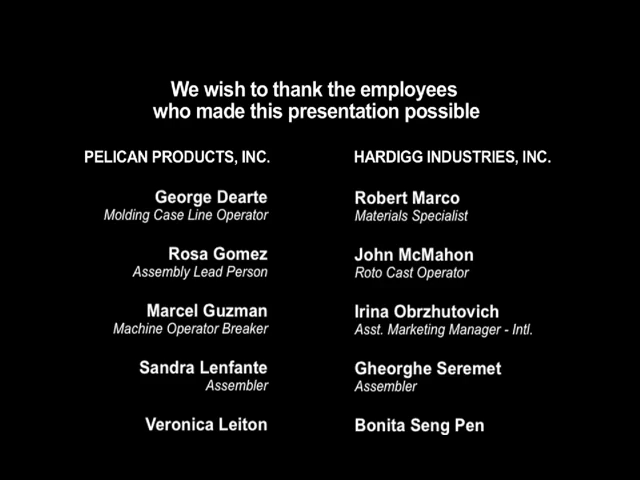 We wish to thank the employees
who made this presentation possible
PELICAN PRODUCTS, INC.
George Dearte
Molding Case Line Operator
Rosa Gomez
Assembly Lead Person
Marcel Guzman
Machine Operator Breaker
Sandra Lenfante
Assembler
Veronica Leiton
HARDIGG INDUSTRIES, INC.
Robert Marco
Materials Specialist
John McMahon
Roto Cast Operator
Irina Obrzhutovich
Asst. Marketing Manager - Intl.
Gheorghe Seremet
Assembler
Bonita Seng Pen